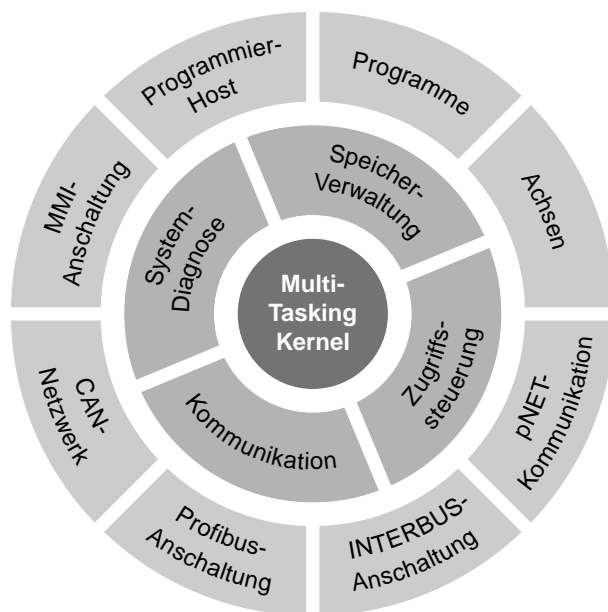 Programmier-
Host
Programme
Achsen
pNET-
Kommunikation
INTERBUS-
Anschaltung
Profibus-
Anschaltung
CAN-
Netzwerk
MMI-
Anschaltung
System-
Diagnose
Speicher-
Verwaltung
Zugriffs-
steuerung
Kommunikation
Multi-
Tasking
Kernel